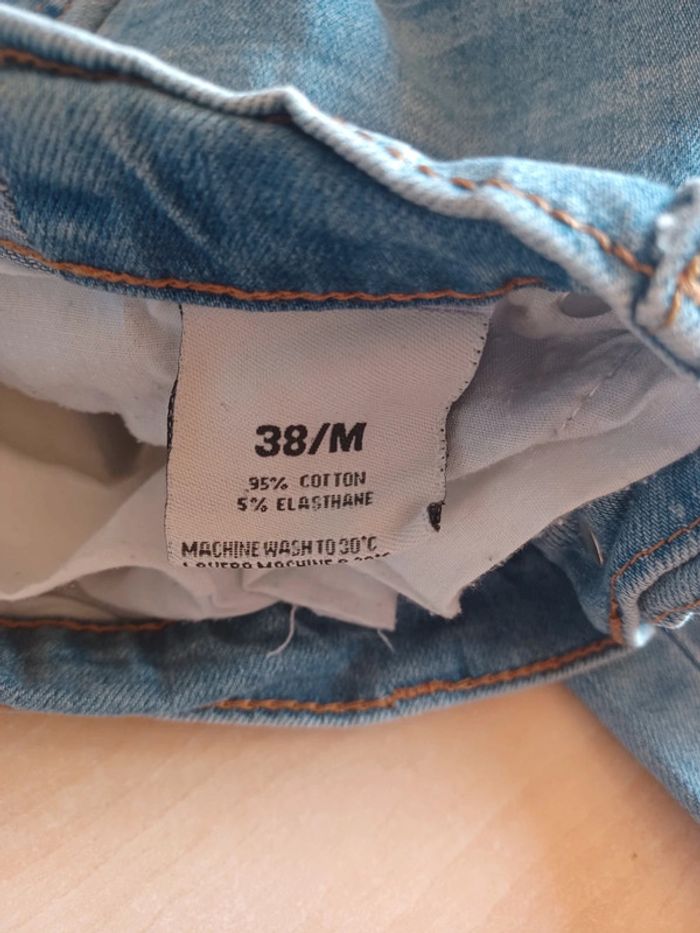 38/M
95% COTTON
5% ELASTHANE
MACHINE WASH TO 30°C